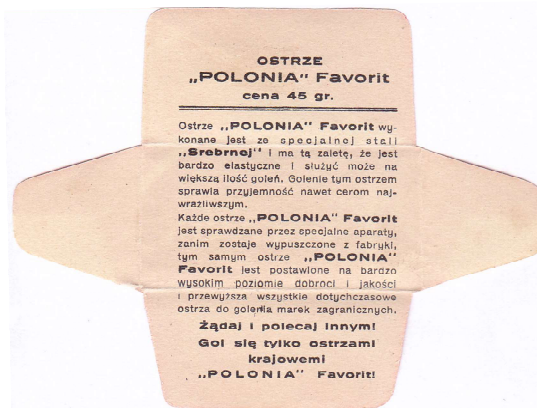 OSTRZE
„POLONIA" Favorit
cena 45 gr.
Ostrze „POLONIA" Favorit wy-
konane jest ze specjalnej stali
„Srebrnej" i ma tą zaletę, że jest
bardzo elastyczne i służyć może na
większą ilość goleń. Golenie tym ostrzem
sprawia przyjemność nawet cerom naj-
wrażliwszym.
Każde ostrze „POLONIA" Favorit
jest sprawdzane przez specjalne aparaty,
zanim zostaje wypuszczone z fabryki,
tym samym ostrze „POLONIA"
Favorit jest postawione na bardzo
wysokim poziomie dobroci i jakości
i przewyższa wszystkie dotychczasowe
ostrza do golenia marek zagranicznych.
Żądaj i polecaj innym!
Gol się tylko ostrzami
krajowemi
„POLONIA" Favorit!